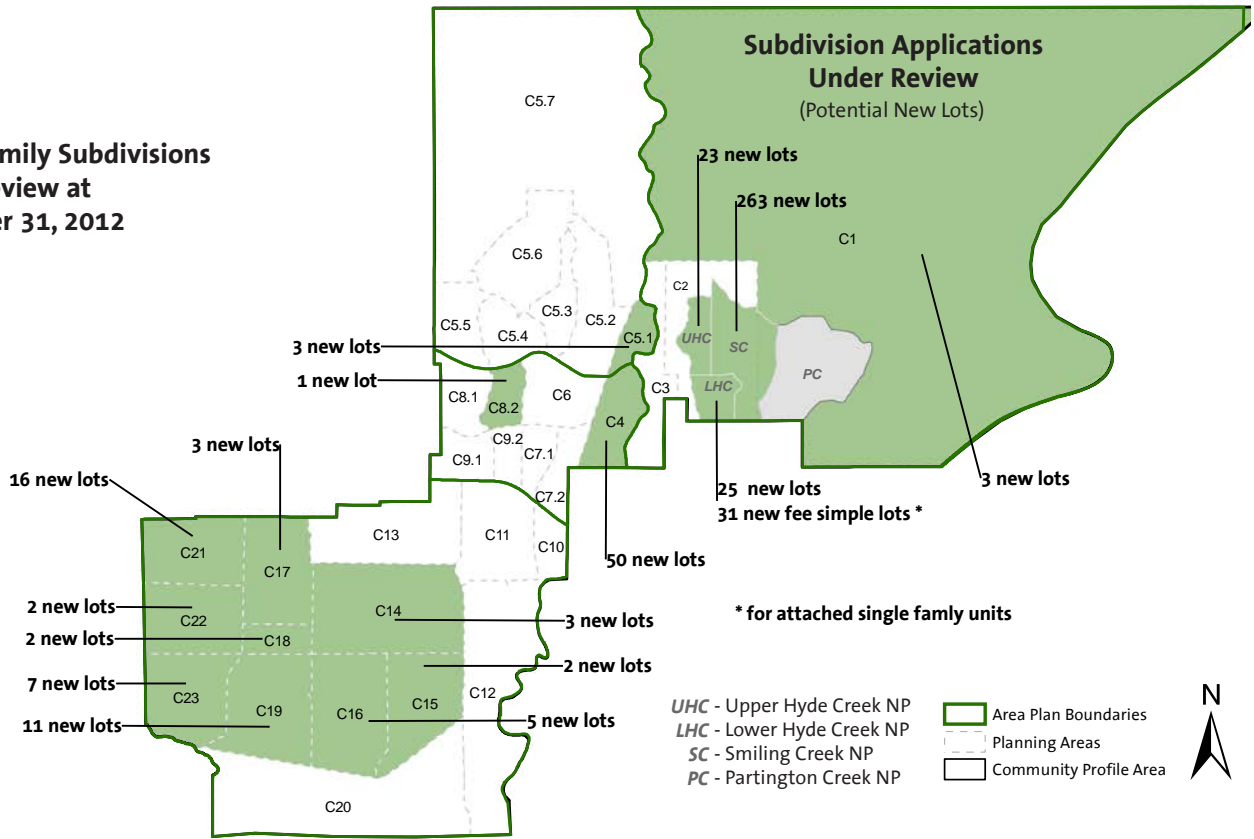 Subdivision Applications
Under Review
(Potential New Lots)
mily Subdivisions
view at
er 31, 2012
C5.7
23 new lots
263 new lots
C1
C5.6
C2
C5.3
C5.2
C5.5
C5.4
C5.1
UHC
SC
3 new lots
PC
1 new lot
LHC
C3
C8.1
C8.2
C6
C4
C9.2
3 new lots
C9.1
C7.1
16 new lots
3 new lots
C7.2
25 new lots
31 new fee simple lots *
C13
C11
C10
C21
C17
50 new lots
2 new lots
C22
C14
3 new lots
* for attached single famly units
2 new lots
C18
2 new lots
7 new lots
C23
C12
C15
C19
C16
11 new lots
5 new lots
UHC - Upper Hyde Creek NP
LHC - Lower Hyde Creek NP
SC - Smiling Creek NP
PC - Partington Creek NP
Area Plan Boundaries
Planning Areas
Community Profile Area
N
C20